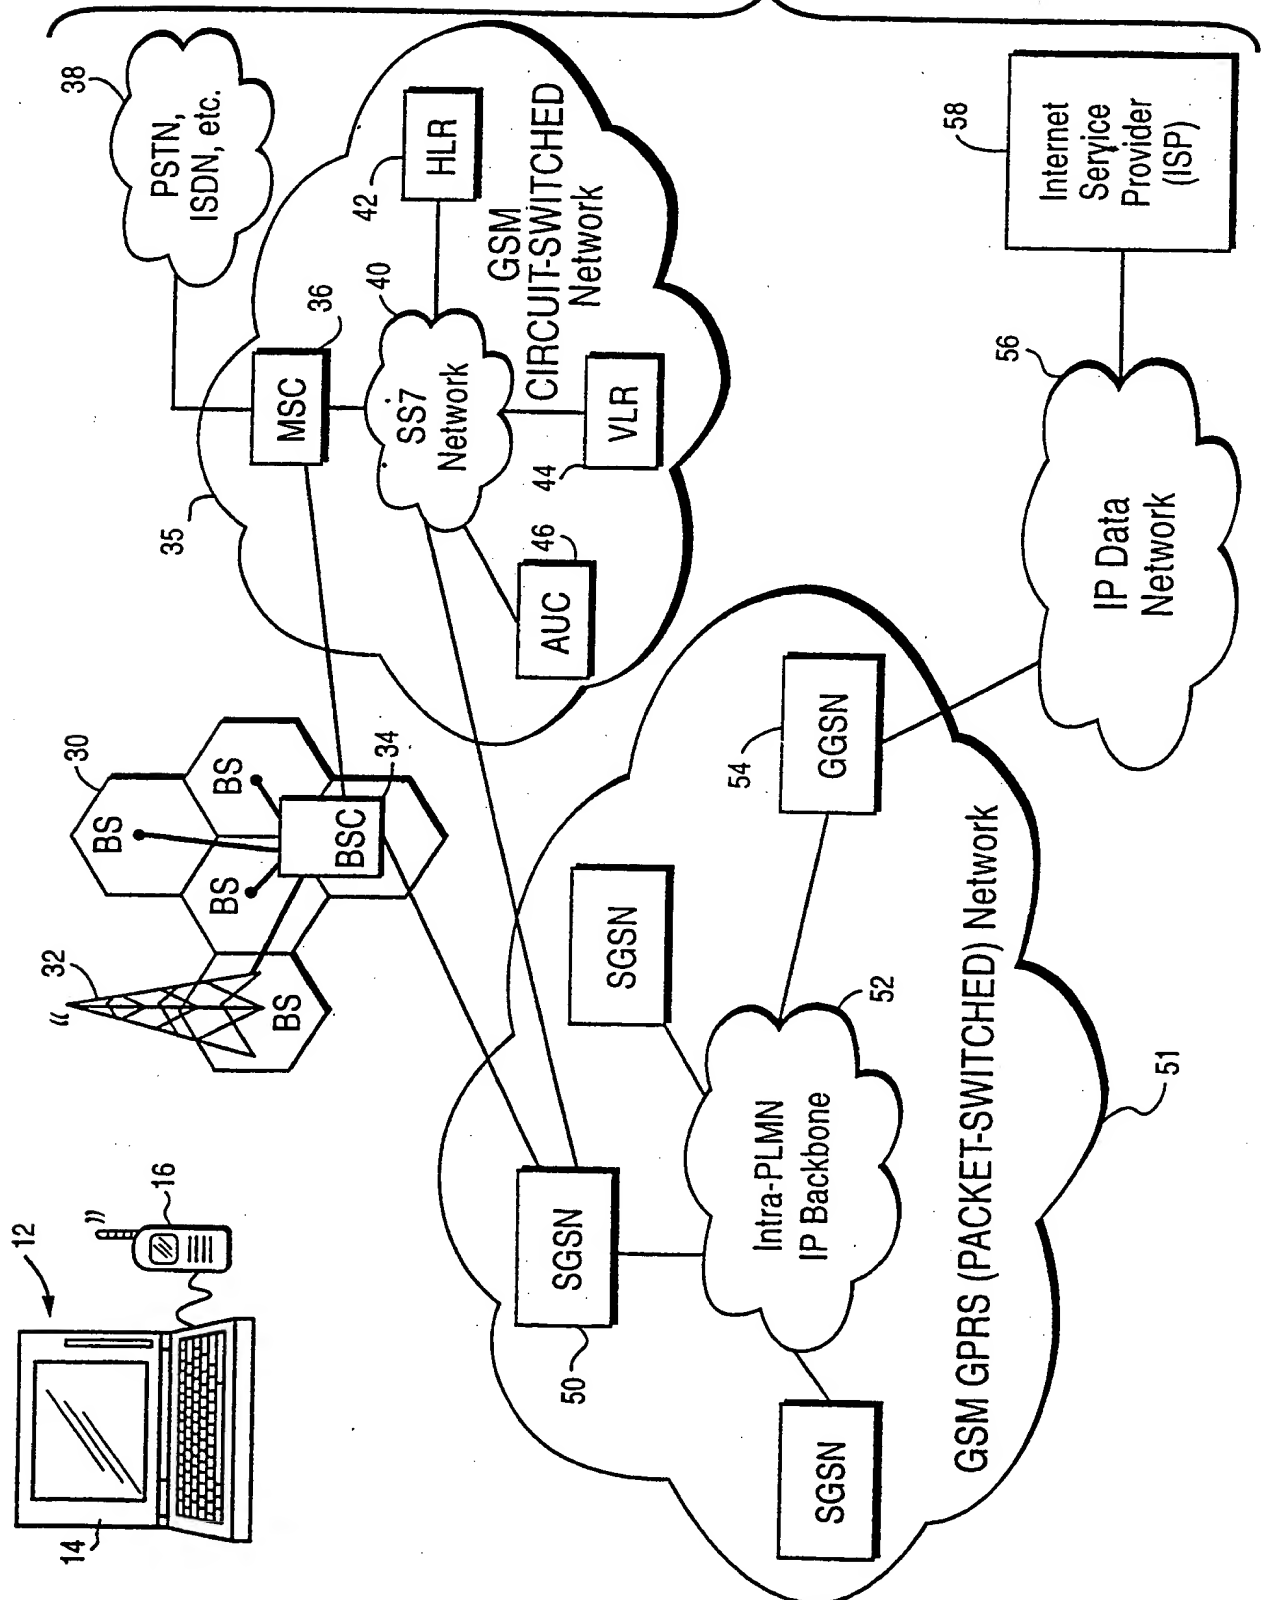 12
14
16
32
BS
BS
BS
BS
30
BSC
34
35
MSC
36
38
PSTN,
ISDN, etc.
SS7
Network
40
42
HLR
44
VLR
AUC
46
GSM
CIRCUIT-SWITCHED
Network
50
SGSN
SGSN
SGSN
Intra-PLMN
IP Backbone
52
54
GGSN
GSM GPRS (PACKET-SWITCHED) Network
51
56
IP Data
Network
58
Internet
Service
Provider
(ISP)